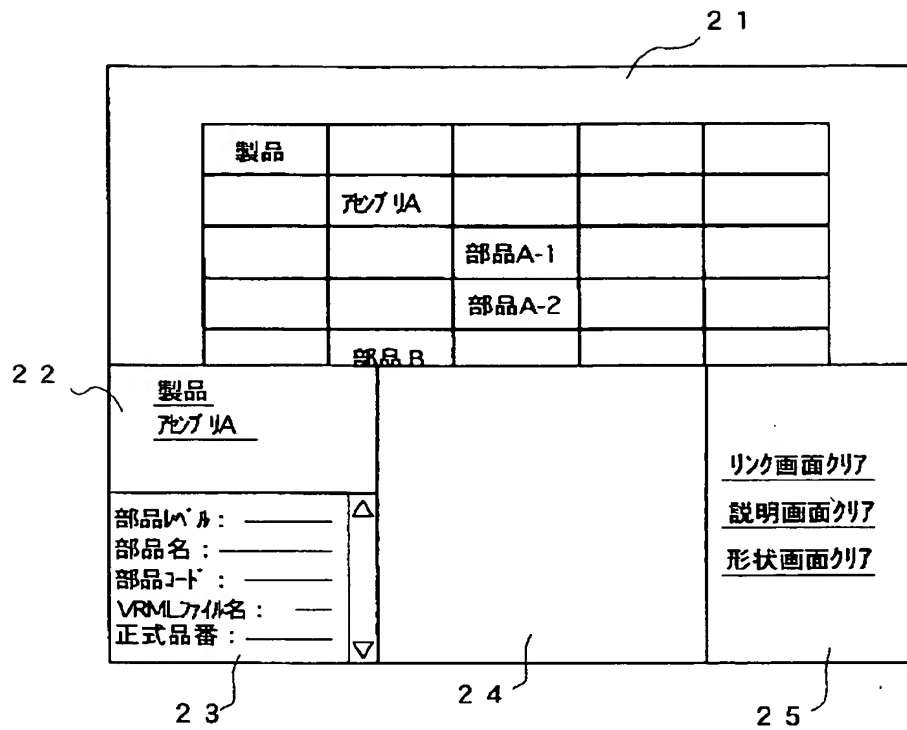 21
製品
アセンブリA
部品A-1
部品A-2
部品B
22
製品
アセンブリA
部品レベル:
部品名:
部品コード:
VRMLファイル名:
正式品番:
リンク画面クリア
説明画面クリア
形状画面クリア
23
24
25